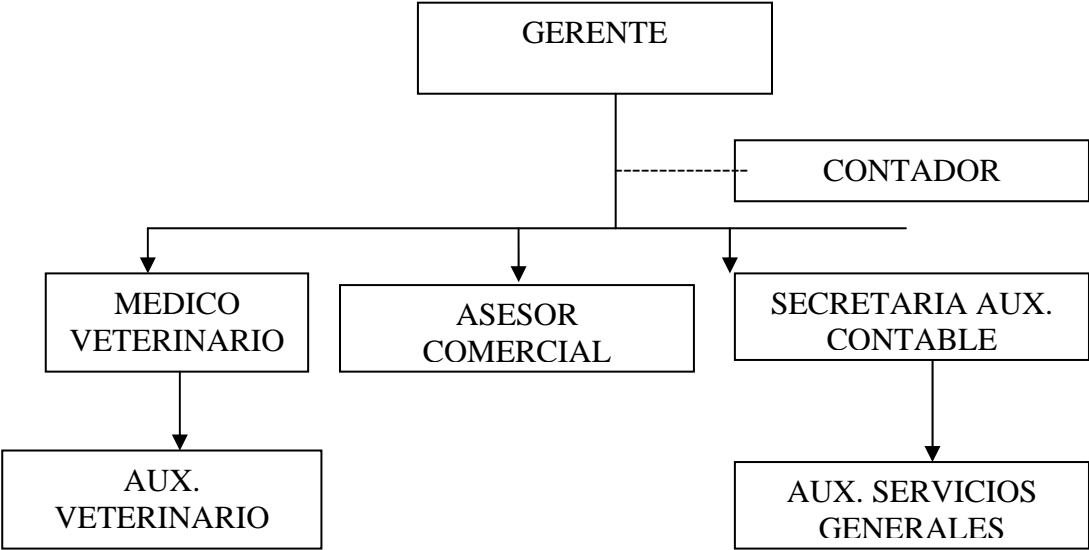 GERENTE
CONTADOR
MEDICO
VETERINARIO
ASESOR
COMERCIAL
SECRETARIA AUX.
CONTABLE
AUX.
VETERINARIO
AUX. SERVICIOS
GENERALES